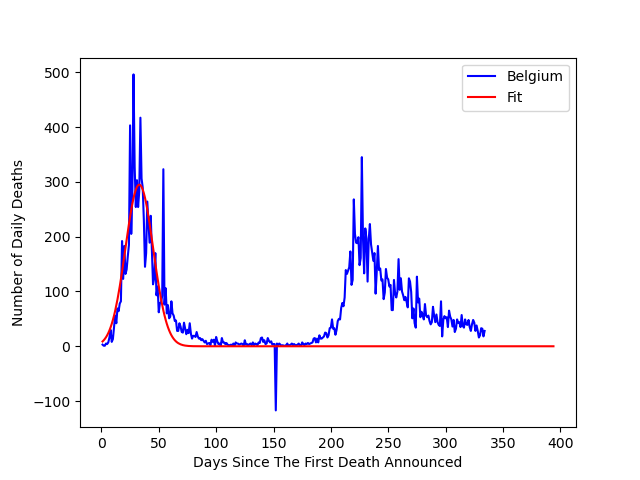 Belgium
Fit
500
400
300
200
100
0
−100
Number of Daily Deaths
0 50 100 150 200 250 300 350 400
Days Since The First Death Announced